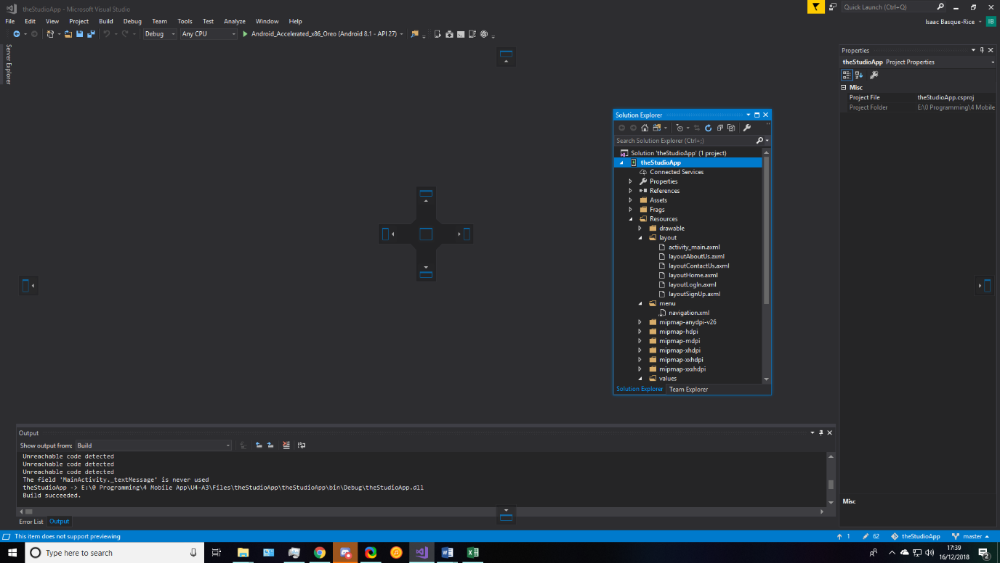 theStudioApp - Microsoft Visual Studio
Quick Launch (Ctrl+Q)
File Edit View Project Build Debug Team Tools Test Analyze Window Help
Isaac Basque-Rice IB
Debug Any CPU Android_Accelerated_x86_Oreo (Android 8.1 - API 27)
Server Explorer
Properties
theStudioApp Project Properties
Misc
Project File theStudioApp.csproj
Project Folder E:\0 Programming\4 Mobile
Solution Explorer
Search Solution Explorer (Ctrl+;)
Solution 'theStudioApp' (1 project)
theStudioApp
Connected Services
Properties
References
Assets
Frags
Resources
drawable
layout
activity_main.axml
layoutAboutUs.axml
layoutContactUs.axml
layoutHome.axml
layoutLogIn.axml
layoutSignUp.axml
menu
navigation.xml
mipmap-anydpi-v26
mipmap-hdpi
mipmap-mdpi
mipmap-xhdpi
mipmap-xxhdpi
mipmap-xxxhdpi
values
Solution Explorer Team Explorer
Output
Show output from: Build
Unreachable code detected
Unreachable code detected
Unreachable code detected
The field 'MainActivity._textMessage' is never used
theStudioApp -> E:\0 Programming\4 Mobile App\U4-A3\Files\theStudioApp\theStudioApp\bin\Debug\theStudioApp.dll
Build succeeded.
Misc
Error List Output
This item does not support previewing
1 62 theStudioApp master
Type here to search
17:39
16/12/2018
2